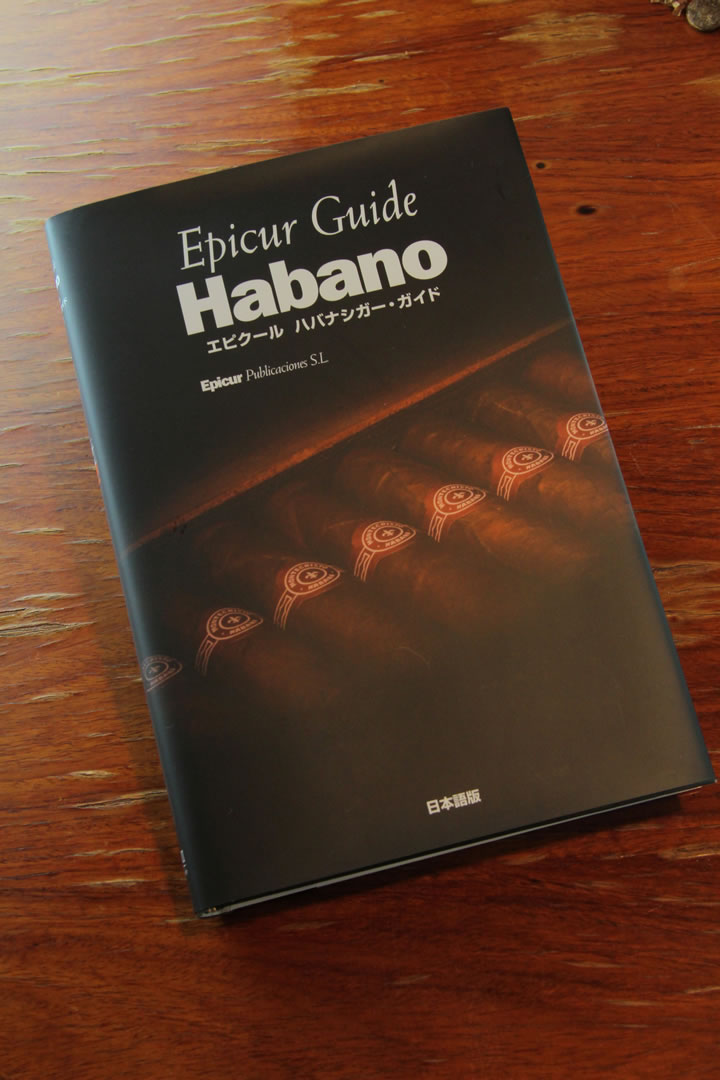 Epicur Guide
Habano
エピクール ハバナシガー・ガイド
Epicur Publicaciones S.L.
日本語版